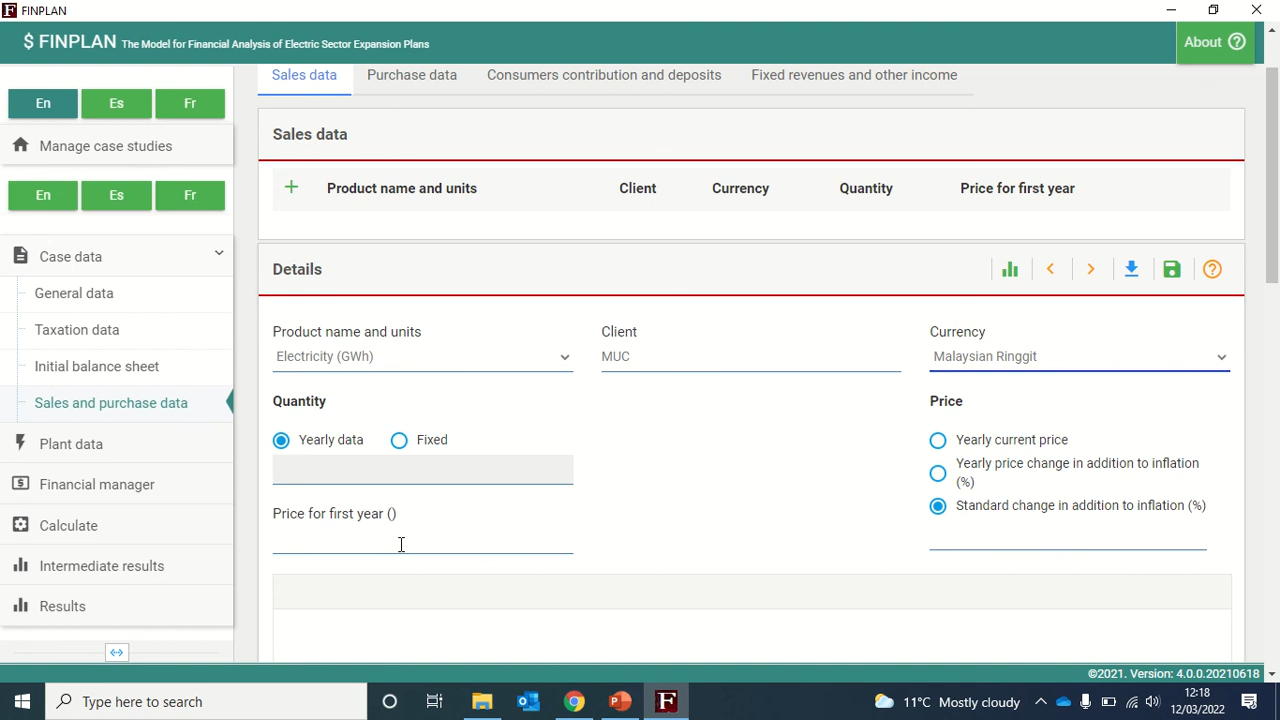 FINPLAN
$ FINPLAN The Model for Financial Analysis of Electric Sector Expansion Plans
About
En Es Fr
Manage case studies
En Es Fr
Case data
General data
Taxation data
Initial balance sheet
Sales and purchase data
Plant data
Financial manager
Calculate
Intermediate results
Results
Sales data Purchase data Consumers contribution and deposits Fixed revenues and other income
Sales data
+ Product name and units Client Currency Quantity Price for first year
Details
Product name and units Client Currency
Electricity (GWh) MUC Malaysian Ringgit
Quantity Price
Yearly data Fixed Yearly current price
Yearly price change in addition to inflation
(%)
Standard change in addition to inflation (%)
Price for first year ()
©2021. Version: 4.0.0.20210618
Type here to search
11°C Mostly cloudy
12:18
12/03/2022